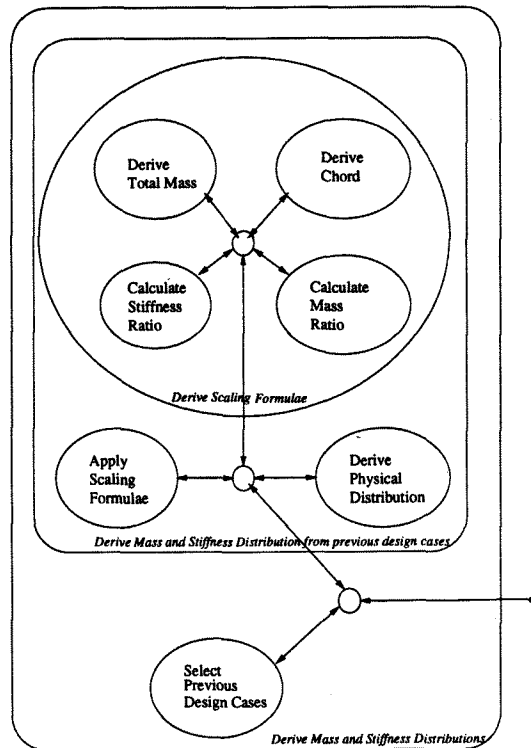 Derive
Total Mass
Derive
Chord
Calculate
Stiffness
Ratio
Calculate
Mass
Ratio
Derive Scaling Formulae
Apply
Scaling
Formulae
Derive
Physical
Distribution
Derive Mass and Stiffness Distribution from previous design cases
Select
Previous
Design Cases
Derive Mass and Stiffness Distributions